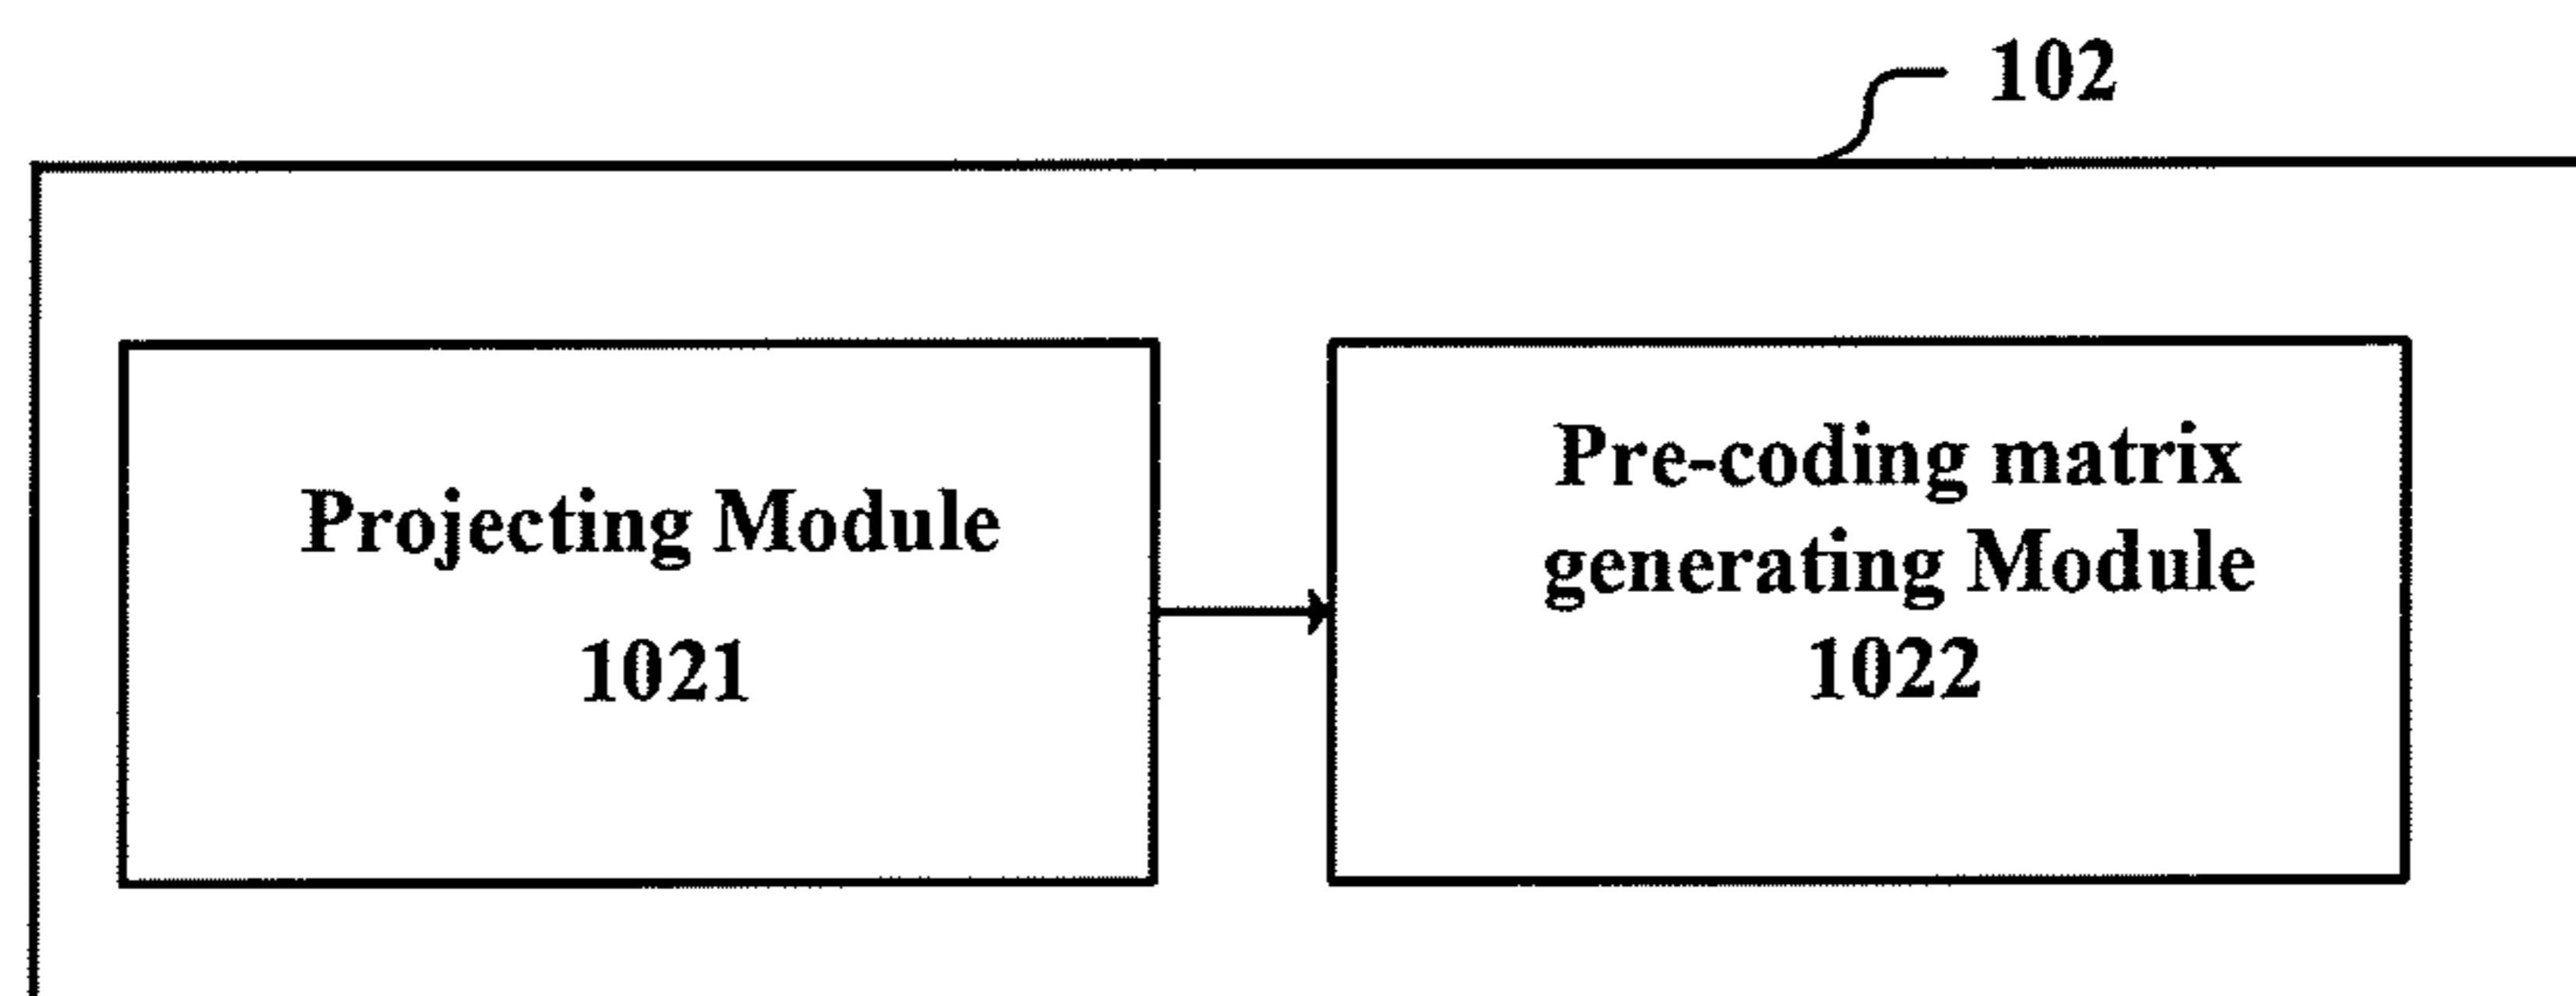 102
Projecting Module
1021
Pre-coding matrix
generating Module
1022